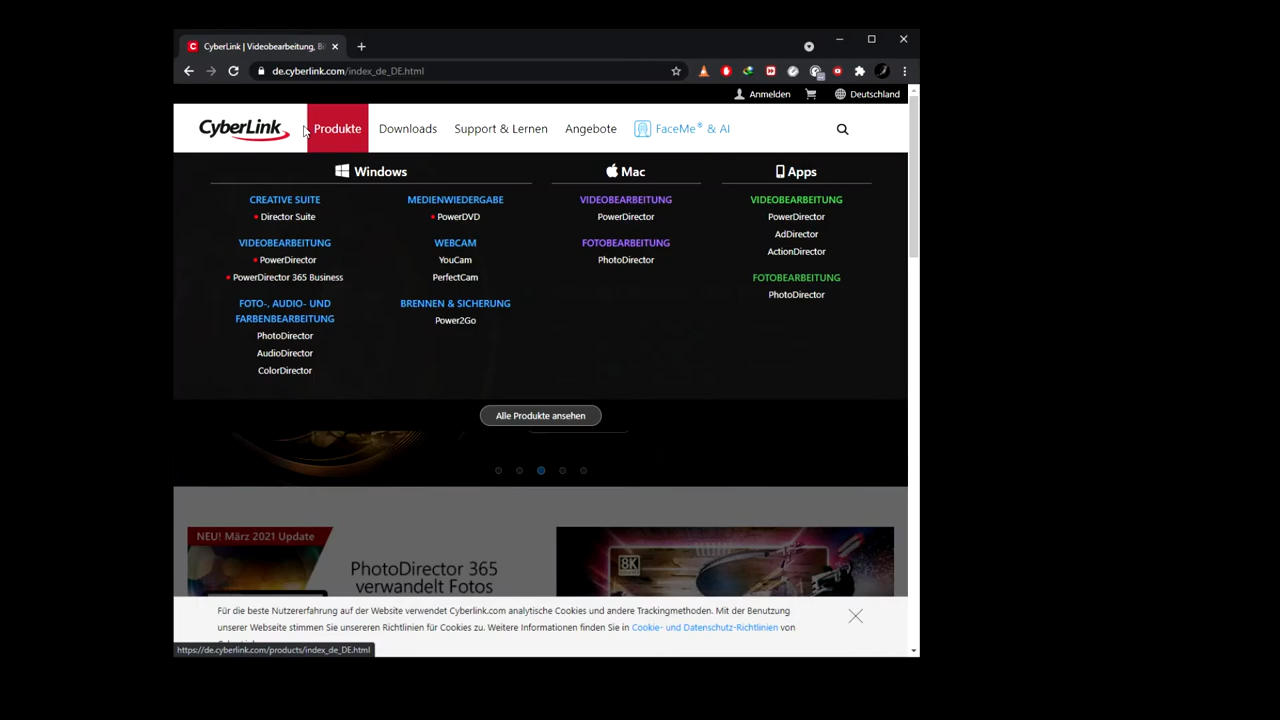 CyberLink | Videobearbeitung, Bi
de.cyberlink.com/index_de_DE.html
Anmelden
Deutschland
CyberLink
Produkte
Downloads
Support & Lernen
Angebote
FaceMe® & AI
Windows
CREATIVE SUITE
Director Suite
VIDEOBEARBEITUNG
PowerDirector
PowerDirector 365 Business
FOTO-, AUDIO- UND
FARBENBEARBEITUNG
PhotoDirector
AudioDirector
ColorDirector
MEDIENWIEDERGABE
PowerDVD
WEBCAM
YouCam
PerfectCam
BRENNEN & SICHERUNG
Power2Go
Mac
VIDEOBEARBEITUNG
PowerDirector
FOTOBEARBEITUNG
PhotoDirector
Apps
VIDEOBEARBEITUNG
PowerDirector
AdDirector
ActionDirector
FOTOBEARBEITUNG
PhotoDirector
Alle Produkte ansehen
NEU! März 2021 Update
PhotoDirector 365
verwandelt Fotos
8K
Für die beste Nutzererfahrung auf der Website verwendet Cyberlink.com analytische Cookies und andere Trackingmethoden. Mit der Benutzung
unserer Webseite stimmen Sie unsereren Richtlinien für Cookies zu. Weitere Informationen finden Sie in Cookie- und Datenschutz-Richtlinien von
https://de.cyberlink.com/products/index_de_DE.html